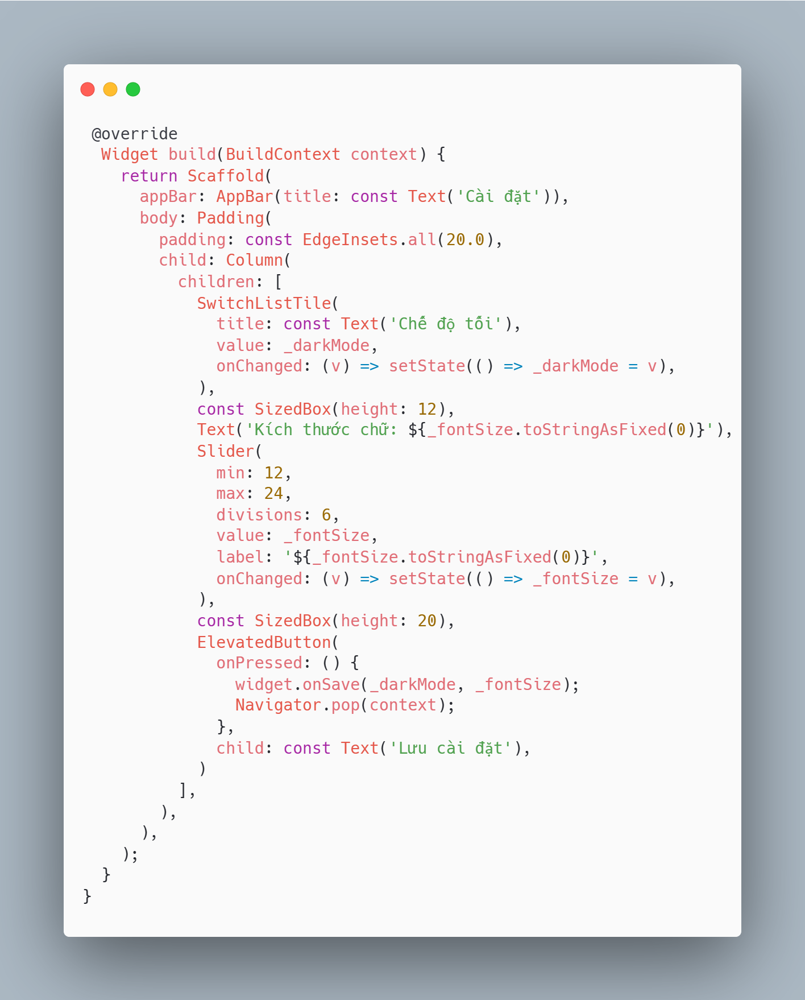 @override
  Widget build(BuildContext context) {
    return Scaffold(
      appBar: AppBar(title: const Text('Cài đặt')),
      body: Padding(
        padding: const EdgeInsets.all(20.0),
        child: Column(
          children: [
            SwitchListTile(
              title: const Text('Chế độ tối'),
              value: _darkMode,
              onChanged: (v) => setState(() => _darkMode = v),
            ),
            const SizedBox(height: 12),
            Text('Kích thước chữ: ${_fontSize.toStringAsFixed(0)}'),
            Slider(
              min: 12,
              max: 24,
              divisions: 6,
              value: _fontSize,
              label: '${_fontSize.toStringAsFixed(0)}',
              onChanged: (v) => setState(() => _fontSize = v),
            ),
            const SizedBox(height: 20),
            ElevatedButton(
              onPressed: () {
                widget.onSave(_darkMode, _fontSize);
                Navigator.pop(context);
              },
              child: const Text('Lưu cài đặt'),
            )
          ],
        ),
      ),
    );
  }
}